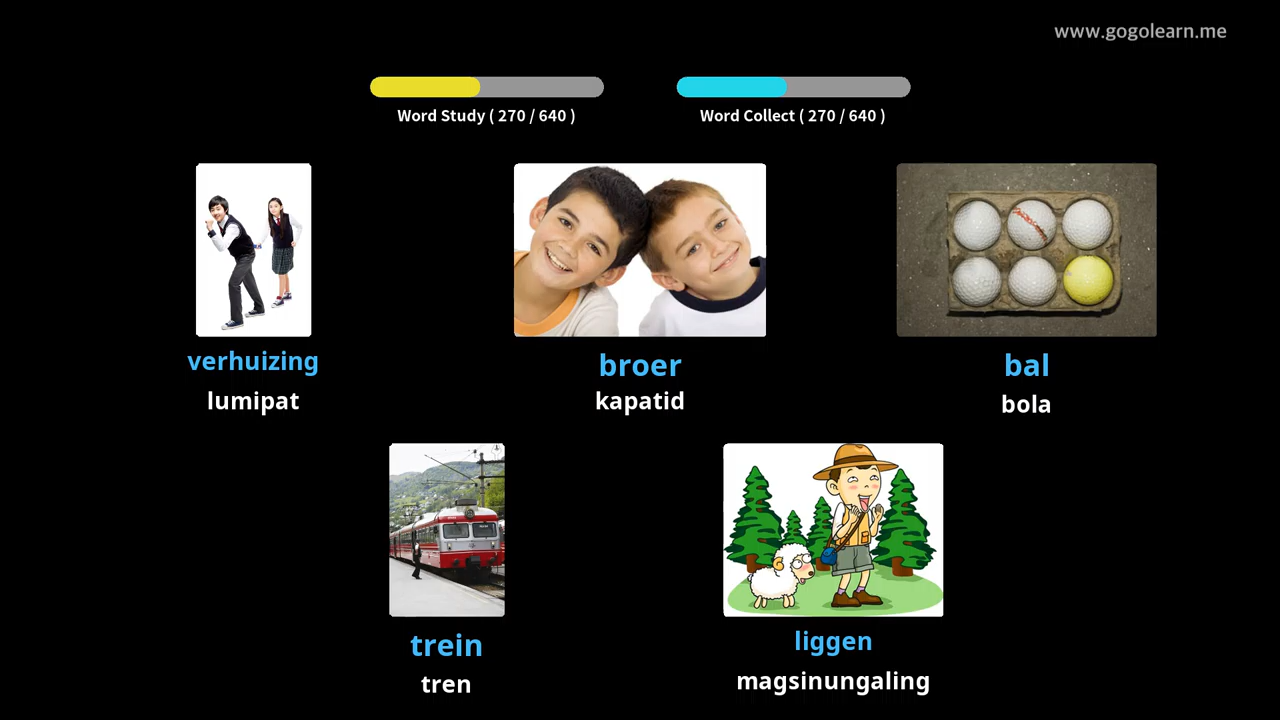 www.gogolearn.me
Word Study ( 270 / 640 )
Word Collect ( 270 / 640 )
verhuizing
lumipat
broer
kapatid
bal
bola
trein
tren
liggen
magsinungaling